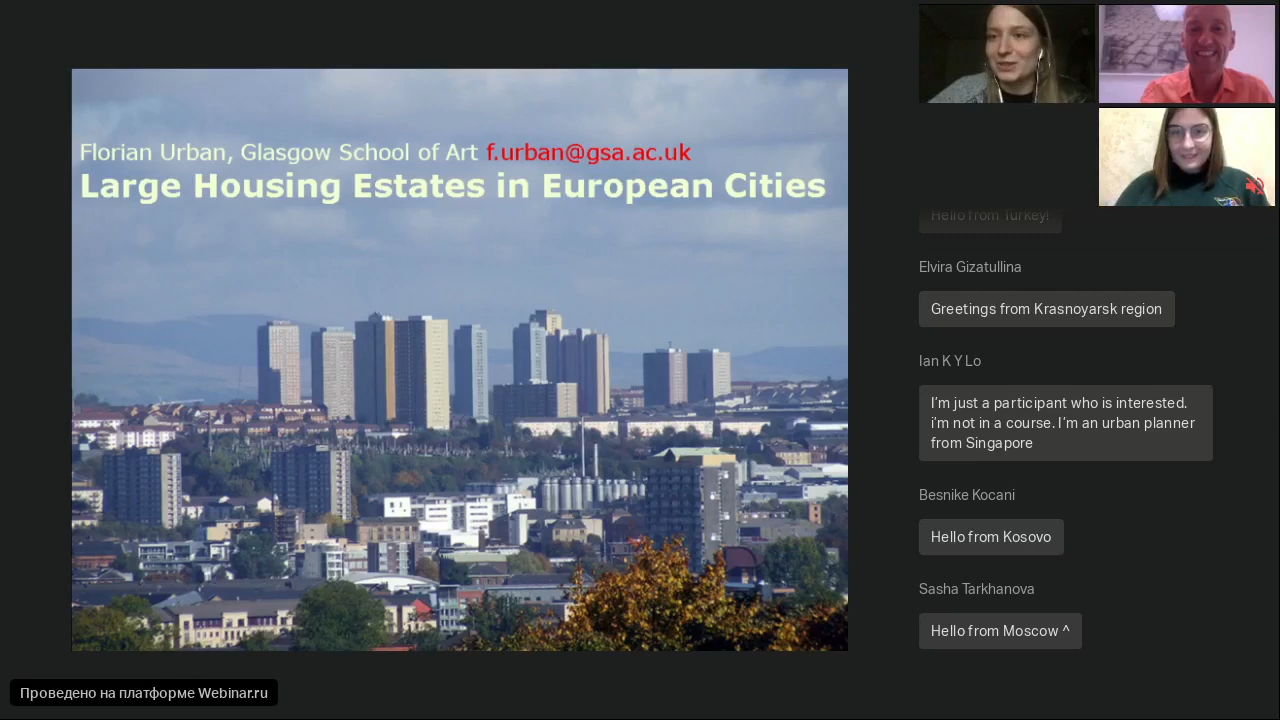 Florian Urban, Glasgow School of Art f.urban@gsa.ac.uk
Large Housing Estates in European Cities
Hello from Turkey!
Elvira Gizatullina
Greetings from Krasnoyarsk region
Ian K Y Lo
I'm just a participant who is interested.
i'm not in a course. I'm an urban planner
from Singapore
Besnike Kocani
Hello from Kosovo
Sasha Tarkhanova
Hello from Moscow ^
Проведено на платформе Webinar.ru